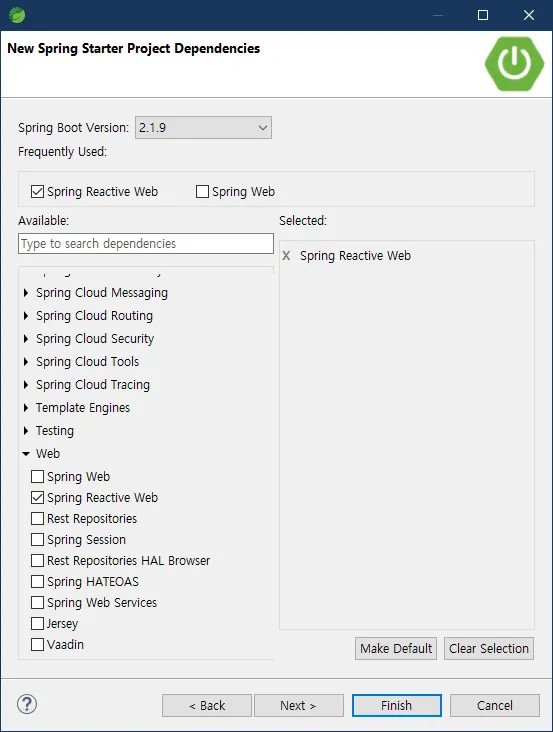 New Spring Starter Project Dependencies
Spring Boot Version: 2.1.9
Frequently Used:
Spring Reactive Web Spring Web
Available: Selected:
Type to search dependencies
X Spring Reactive Web
Spring Cloud Messaging
Spring Cloud Routing
Spring Cloud Security
Spring Cloud Tools
Spring Cloud Tracing
Template Engines
Testing
Web
Spring Web
Spring Reactive Web
Rest Repositories
Spring Session
Rest Repositories HAL Browser
Spring HATEOAS
Spring Web Services
Jersey
Vaadin
Make Default Clear Selection
? < Back Next > Finish Cancel